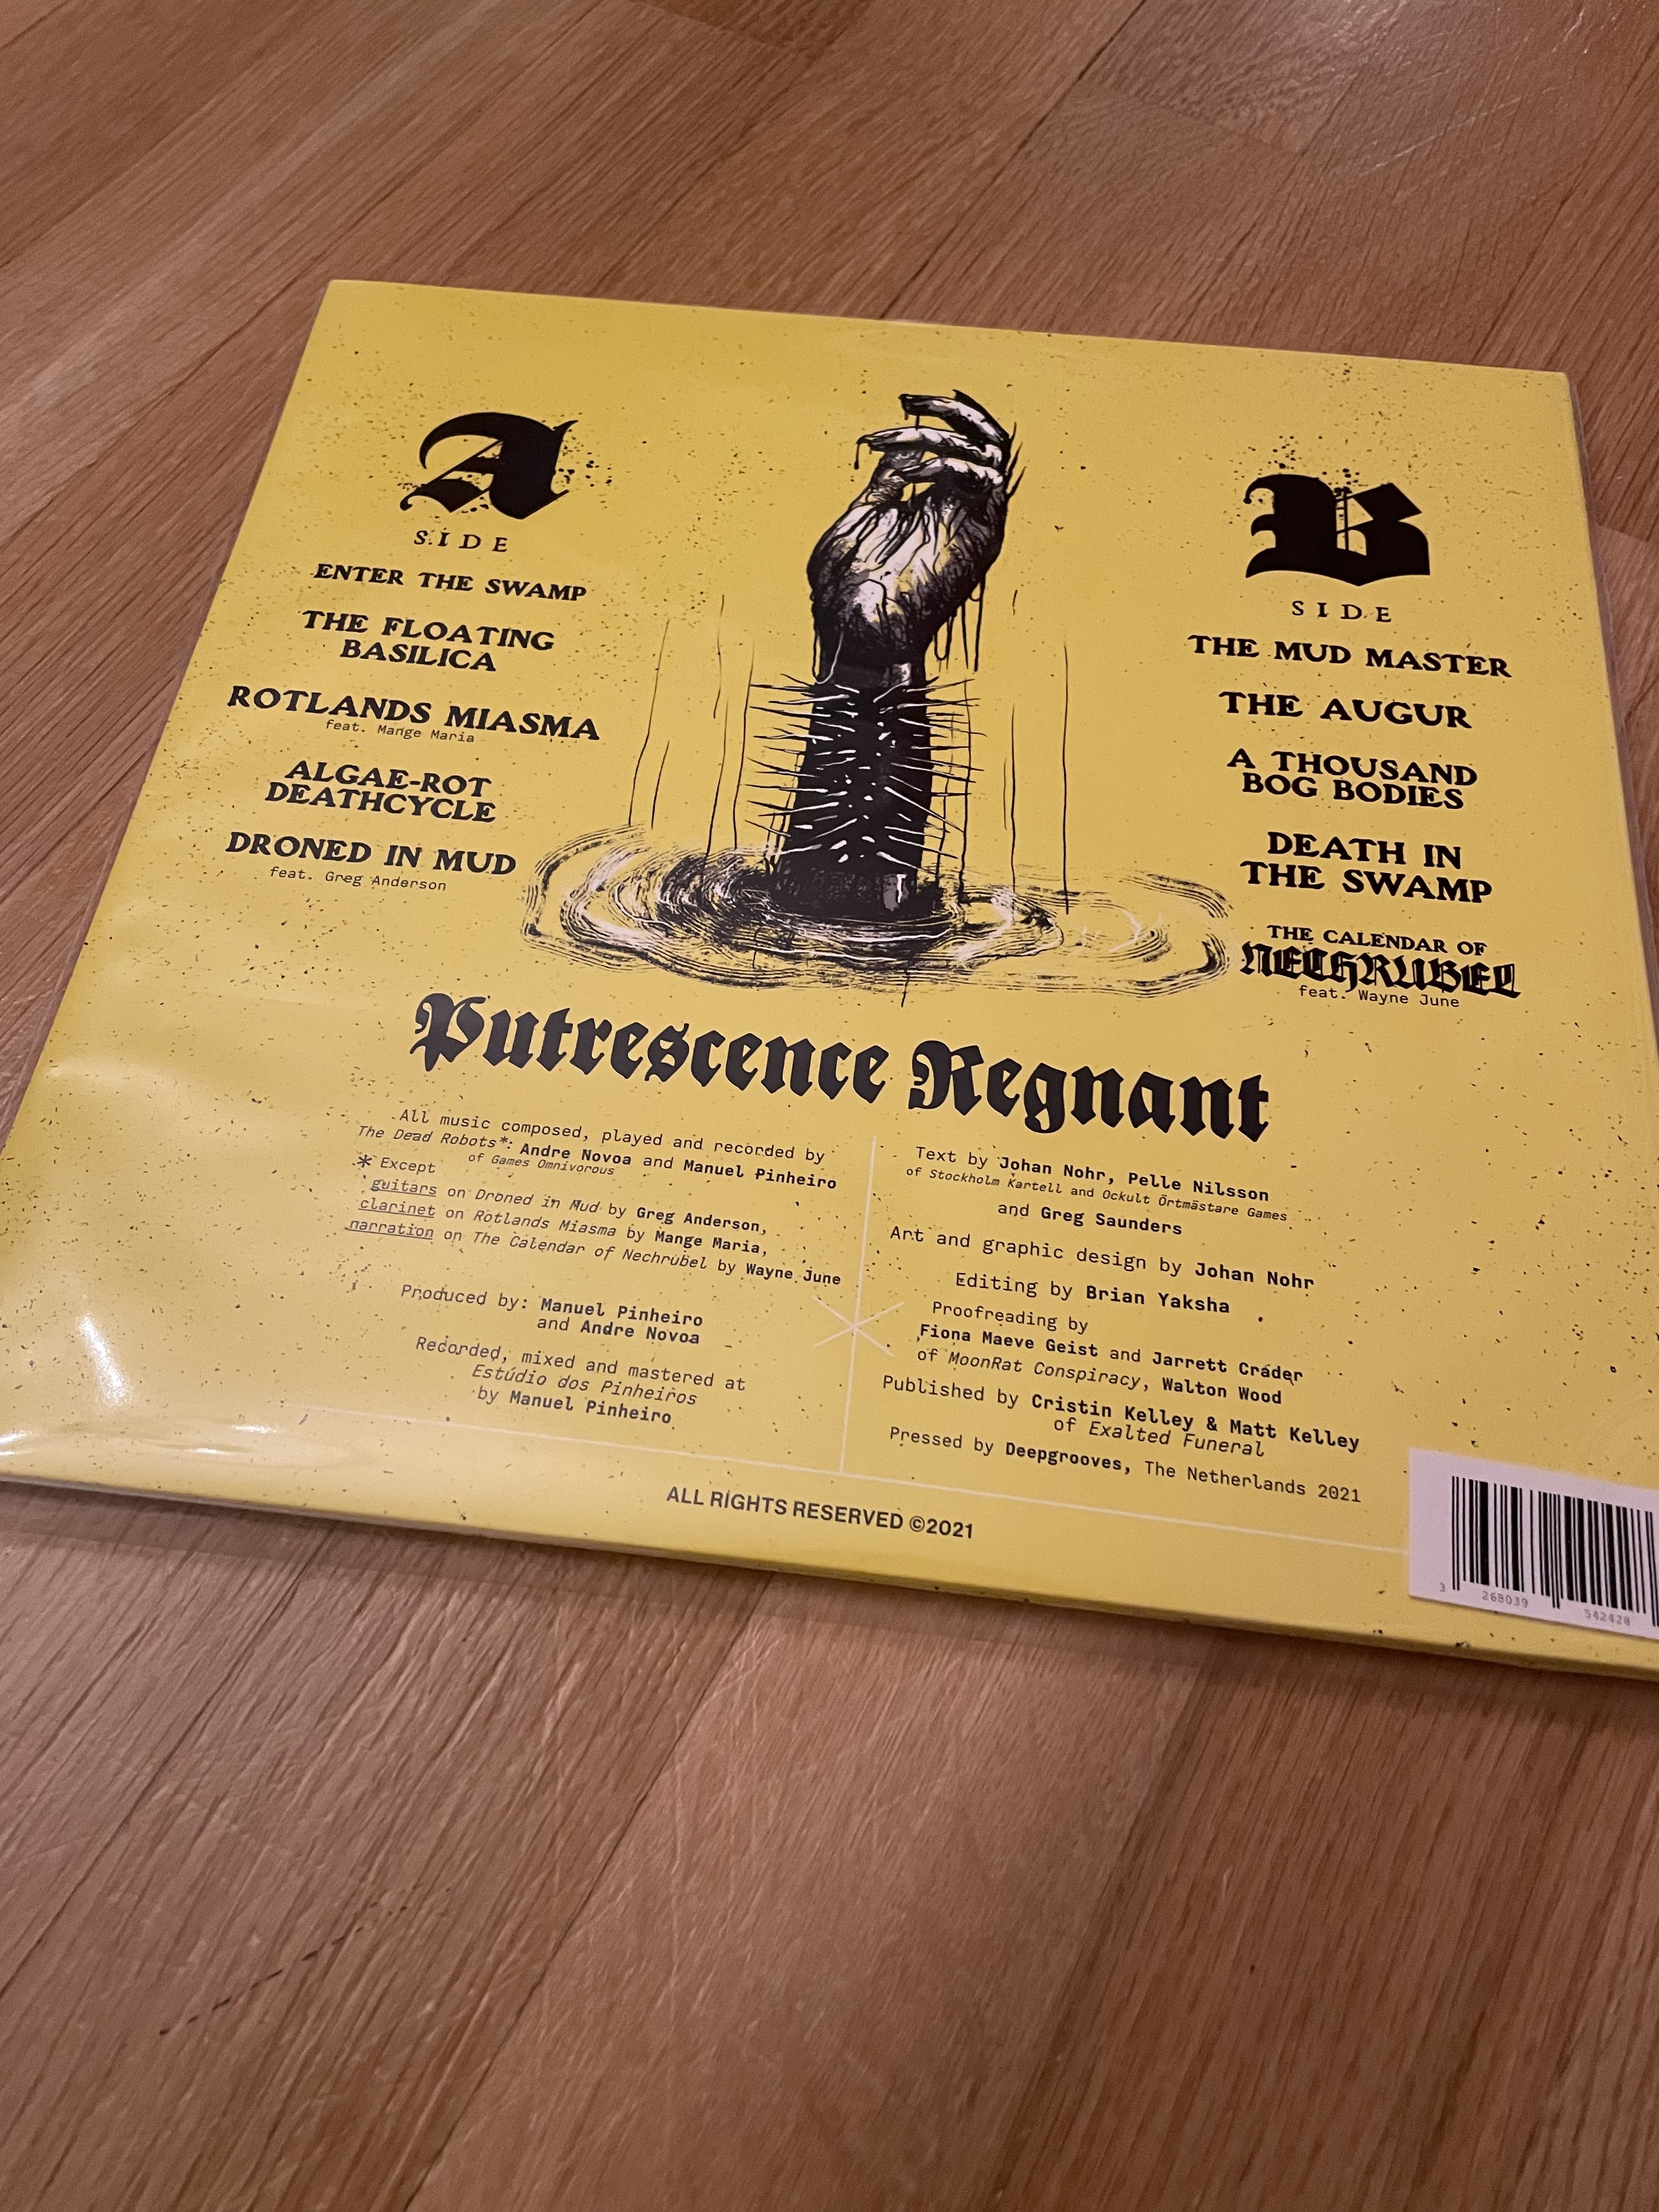 A
SIDE
ENTER THE SWAMP
THE FLOATING
BASILICA
ROTLANDS MIASMA
feat. Mange Maria
ALGAE-ROT
DEATHCYCLE
DRONED IN MUD
feat. Greg Anderson
B
SIDE
THE MUD MASTER
THE AUGUR
A THOUSAND
BOG BODIES
DEATH IN
THE SWAMP
THE CALENDAR OF
NECHRUBEL
feat. Wayne June
Putrescence Regnant
All music composed, played and recorded by
The Dead Robots*: Andre Novoa and Manuel Pinheiro
of Games Omnivorous
* Except
guitars on Droned in Mud by Greg Anderson,
clarinet on Rotlands Miasma by Mange Maria,
narration on The Calendar of Nechrubel by Wayne June
Produced by: Manuel Pinheiro
and Andre Novoa
Recorded, mixed and mastered at
Estúdio dos Pinheiros
by Manuel Pinheiro
Text by Johan Nohr, Pelle Nilsson
of Stockholm Kartell and Ockult Örtmästare Games
and Greg Saunders
Art and graphic design by Johan Nohr
Editing by Brian Yaksha
Proofreading by
Fiona Maeve Geist and Jarrett Crader
of MoonRat Conspiracy, Walton Wood
Published by Cristin Kelley & Matt Kelley
of Exalted Funeral
Pressed by Deepgrooves, The Netherlands 2021
ALL RIGHTS RESERVED ©2021
3 268039 542428